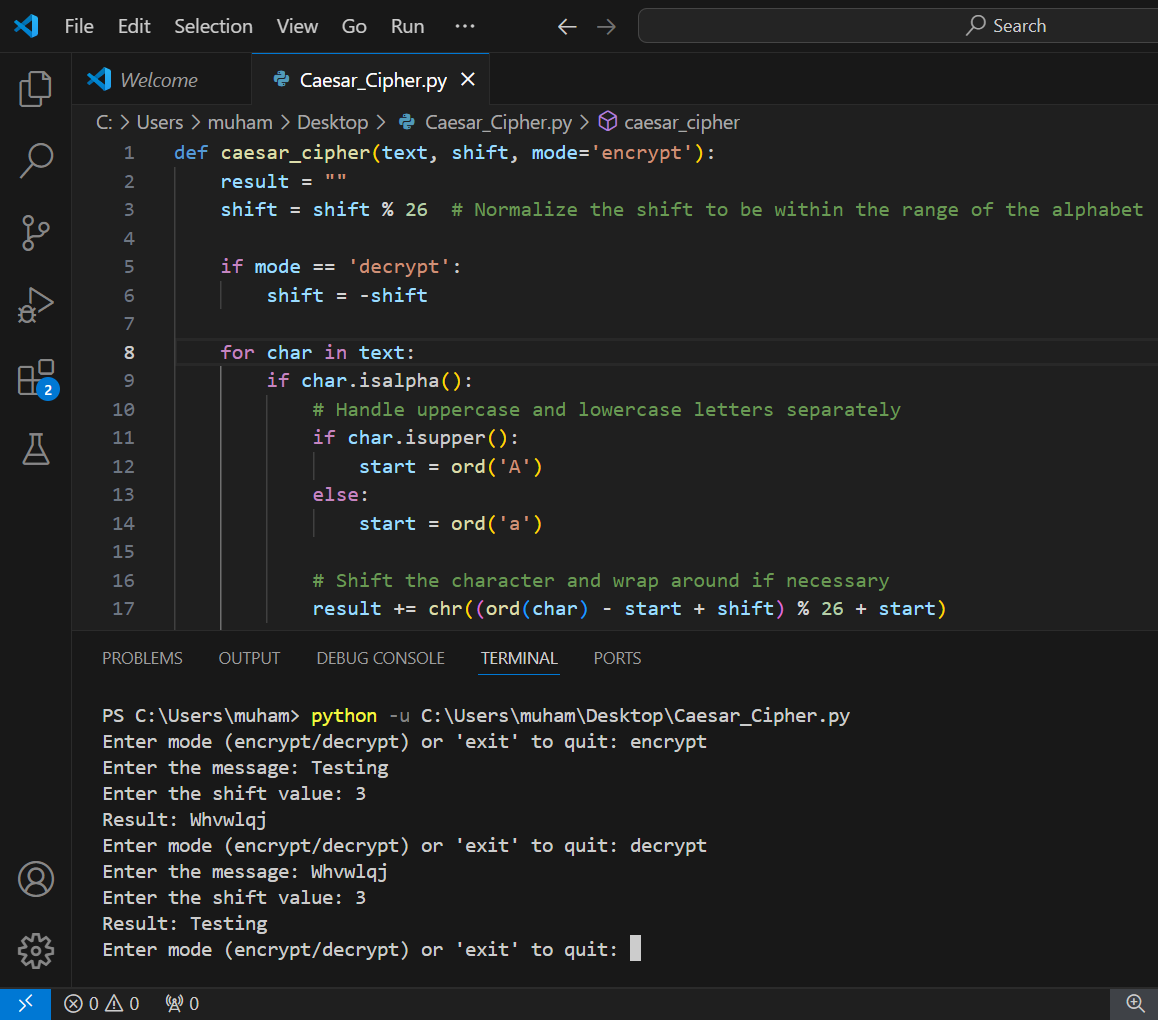 File Edit Selection View Go Run ··· ← → Search
Welcome Caesar_Cipher.py ×
C: > Users > muham > Desktop > Caesar_Cipher.py > caesar_cipher
1 def caesar_cipher(text, shift, mode='encrypt'):
2     result = ""
3     shift = shift % 26  # Normalize the shift to be within the range of the alphabet
4
5     if mode == 'decrypt':
6         shift = -shift
7
8     for char in text:
9         if char.isalpha():
10             # Handle uppercase and lowercase letters separately
11             if char.isupper():
12                 start = ord('A')
13             else:
14                 start = ord('a')
15
16             # Shift the character and wrap around if necessary
17             result += chr((ord(char) - start + shift) % 26 + start)
2
PROBLEMS OUTPUT DEBUG CONSOLE TERMINAL PORTS
PS C:\Users\muham> python -u C:\Users\muham\Desktop\Caesar_Cipher.py
Enter mode (encrypt/decrypt) or 'exit' to quit: encrypt
Enter the message: Testing
Enter the shift value: 3
Result: Whvwlqj
Enter mode (encrypt/decrypt) or 'exit' to quit: decrypt
Enter the message: Whvwlqj
Enter the shift value: 3
Result: Testing
Enter mode (encrypt/decrypt) or 'exit' to quit:
0 0 0